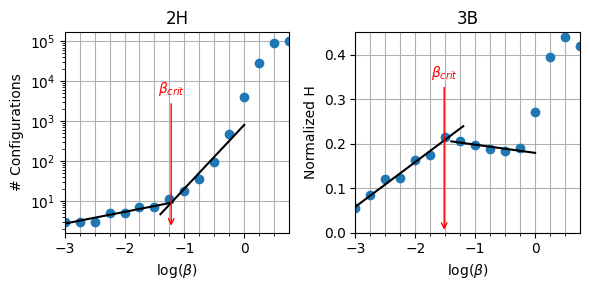 2H
# Configurations
10^5
10^4
10^3
10^2
10^1
β_crit
−3
−2
−1
0
log(β)
3B
Normalized H
0.4
0.3
0.2
0.1
0.0
β_crit
−3
−2
−1
0
log(β)